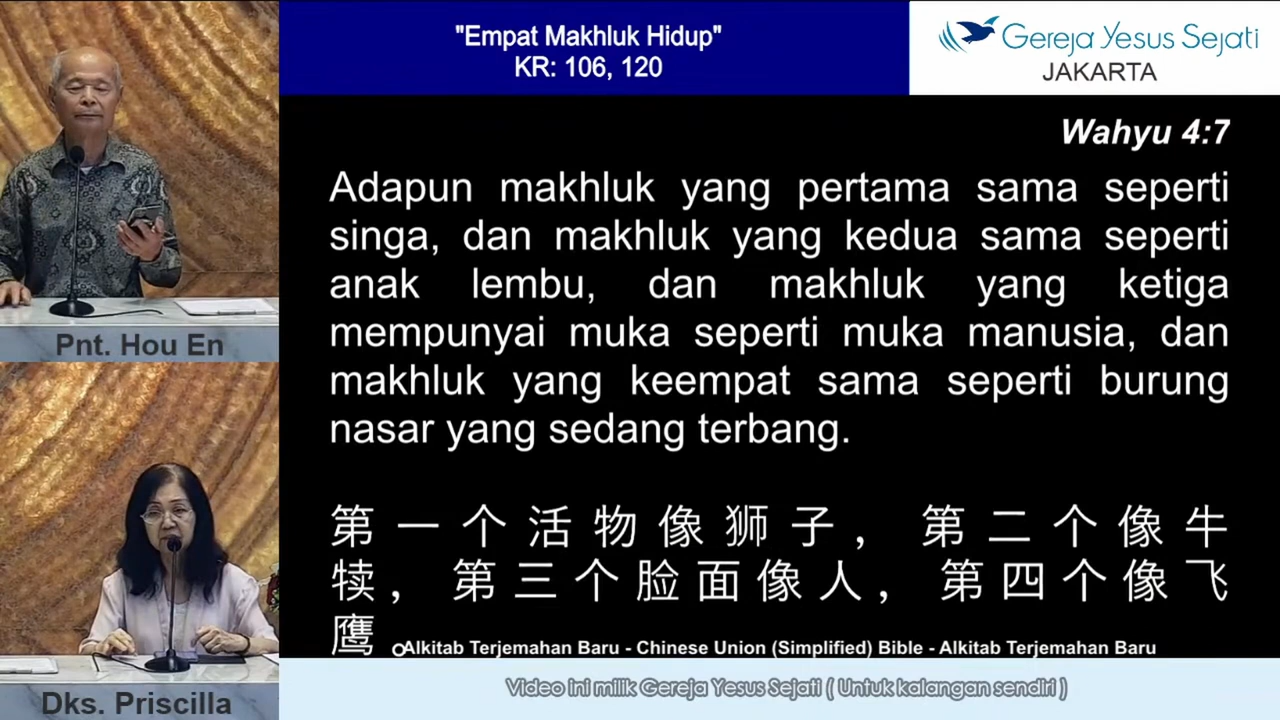 "Empat Makhluk Hidup"
KR: 106, 120
Gereja Yesus Sejati
JAKARTA
Wahyu 4:7
Adapun makhluk yang pertama sama seperti
singa, dan makhluk yang kedua sama seperti
anak lembu, dan makhluk yang ketiga
mempunyai muka seperti muka manusia, dan
makhluk yang keempat sama seperti burung
nasar yang sedang terbang.
第一个活物像狮子，第二个像牛
犊，第三个脸面像人，第四个像飞
鹰。
Alkitab Terjemahan Baru - Chinese Union (Simplified) Bible - Alkitab Terjemahan Baru
Pnt. Hou En
Dks. Priscilla
Video ini milik Gereja Yesus Sejati ( Untuk kalangan sendiri )